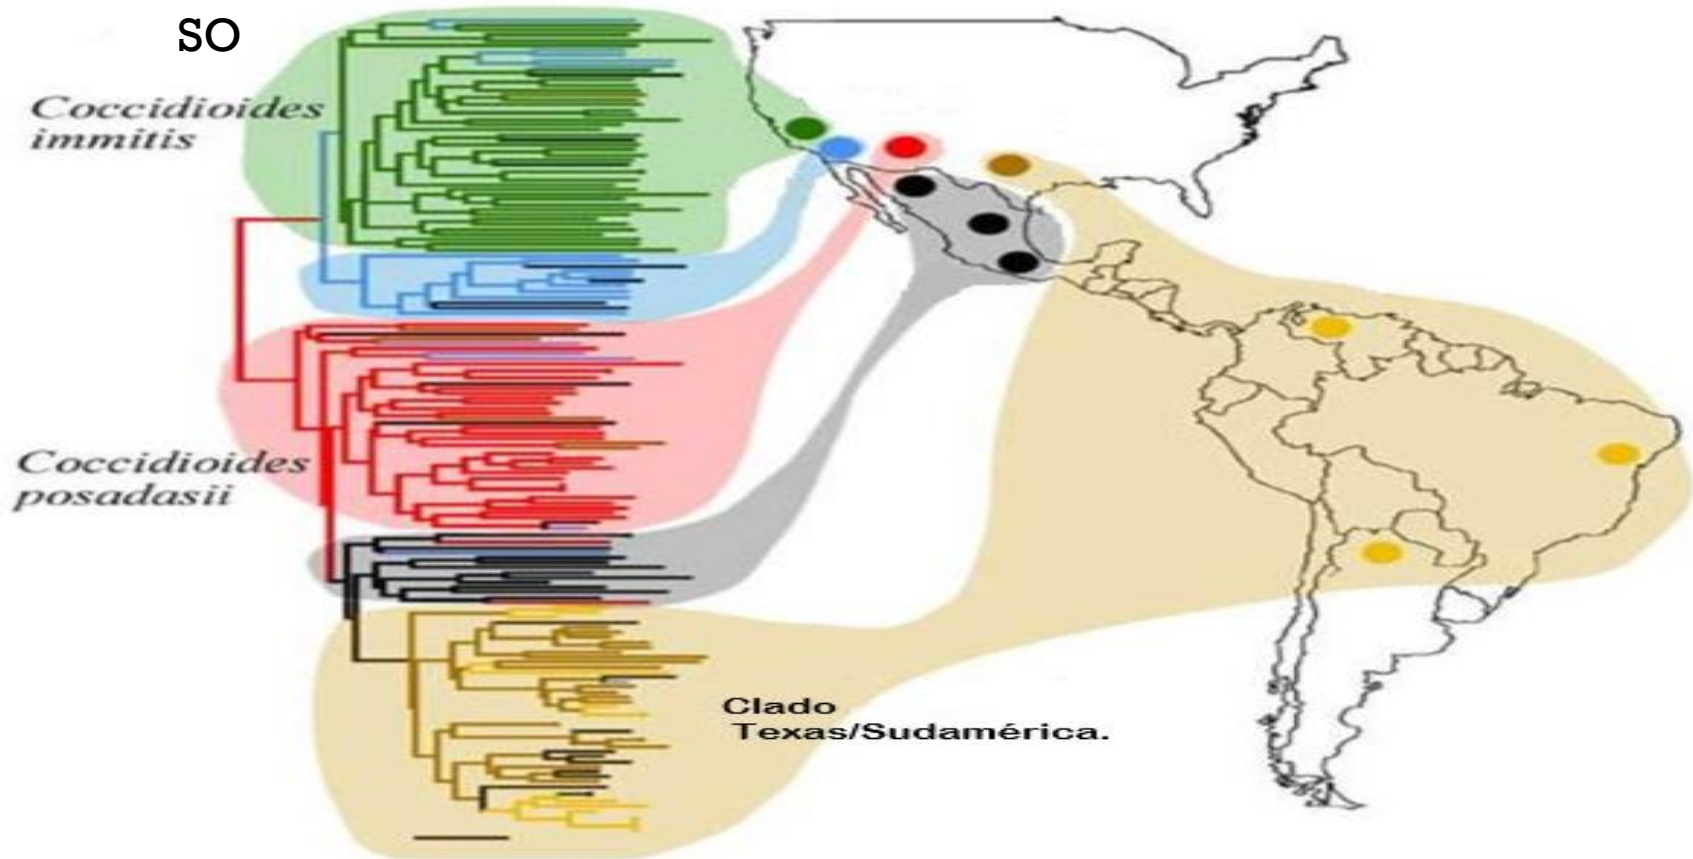 SO
Coccidioides
immitis
Coccidioides
posadasii
Clado
Texas/Sudamérica.